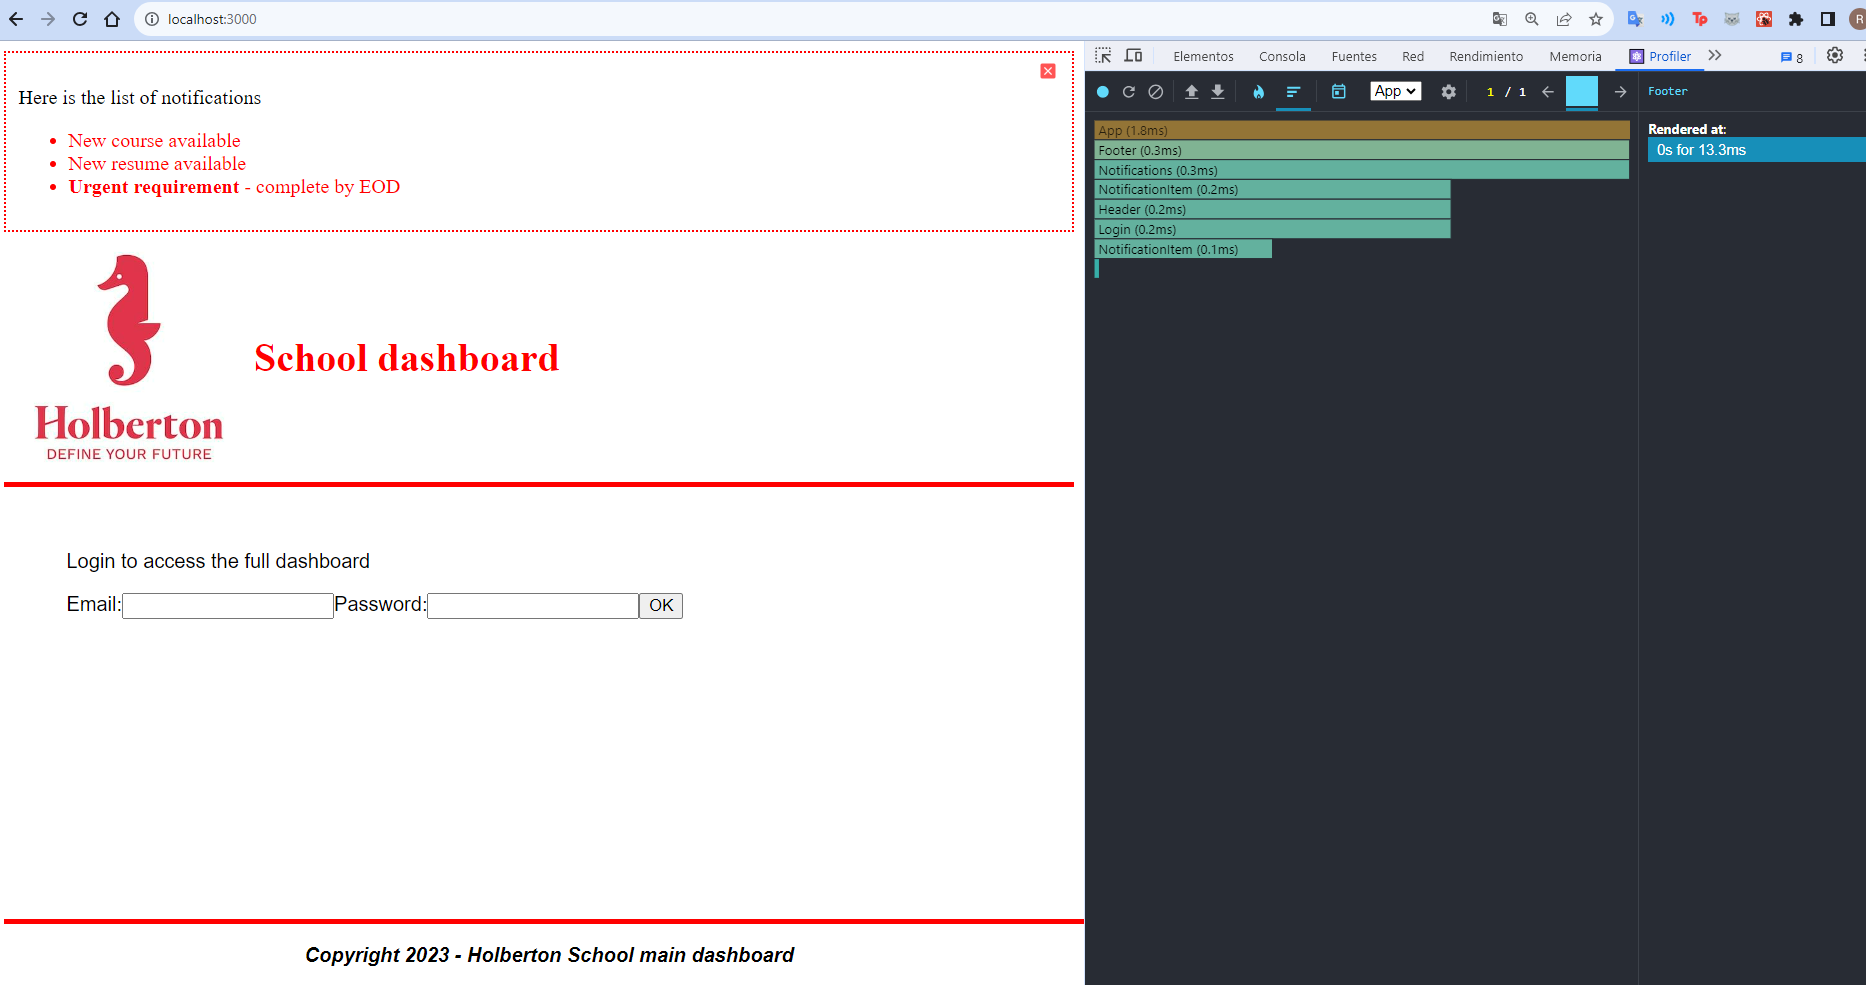 localhost:3000
R
Here is the list of notifications
New course available
New resume available
Urgent requirement - complete by EOD
Holberton
DEFINE YOUR FUTURE
School dashboard
Login to access the full dashboard
Email: Password: OK
Copyright 2023 - Holberton School main dashboard
Elementos Consola Fuentes Red Rendimiento Memoria Profiler 8
App 1 / 1 Footer
App (1.8ms)
Footer (0.3ms)
Notifications (0.3ms)
NotificationItem (0.2ms)
Header (0.2ms)
Login (0.2ms)
NotificationItem (0.1ms)
Rendered at:
0s for 13.3ms